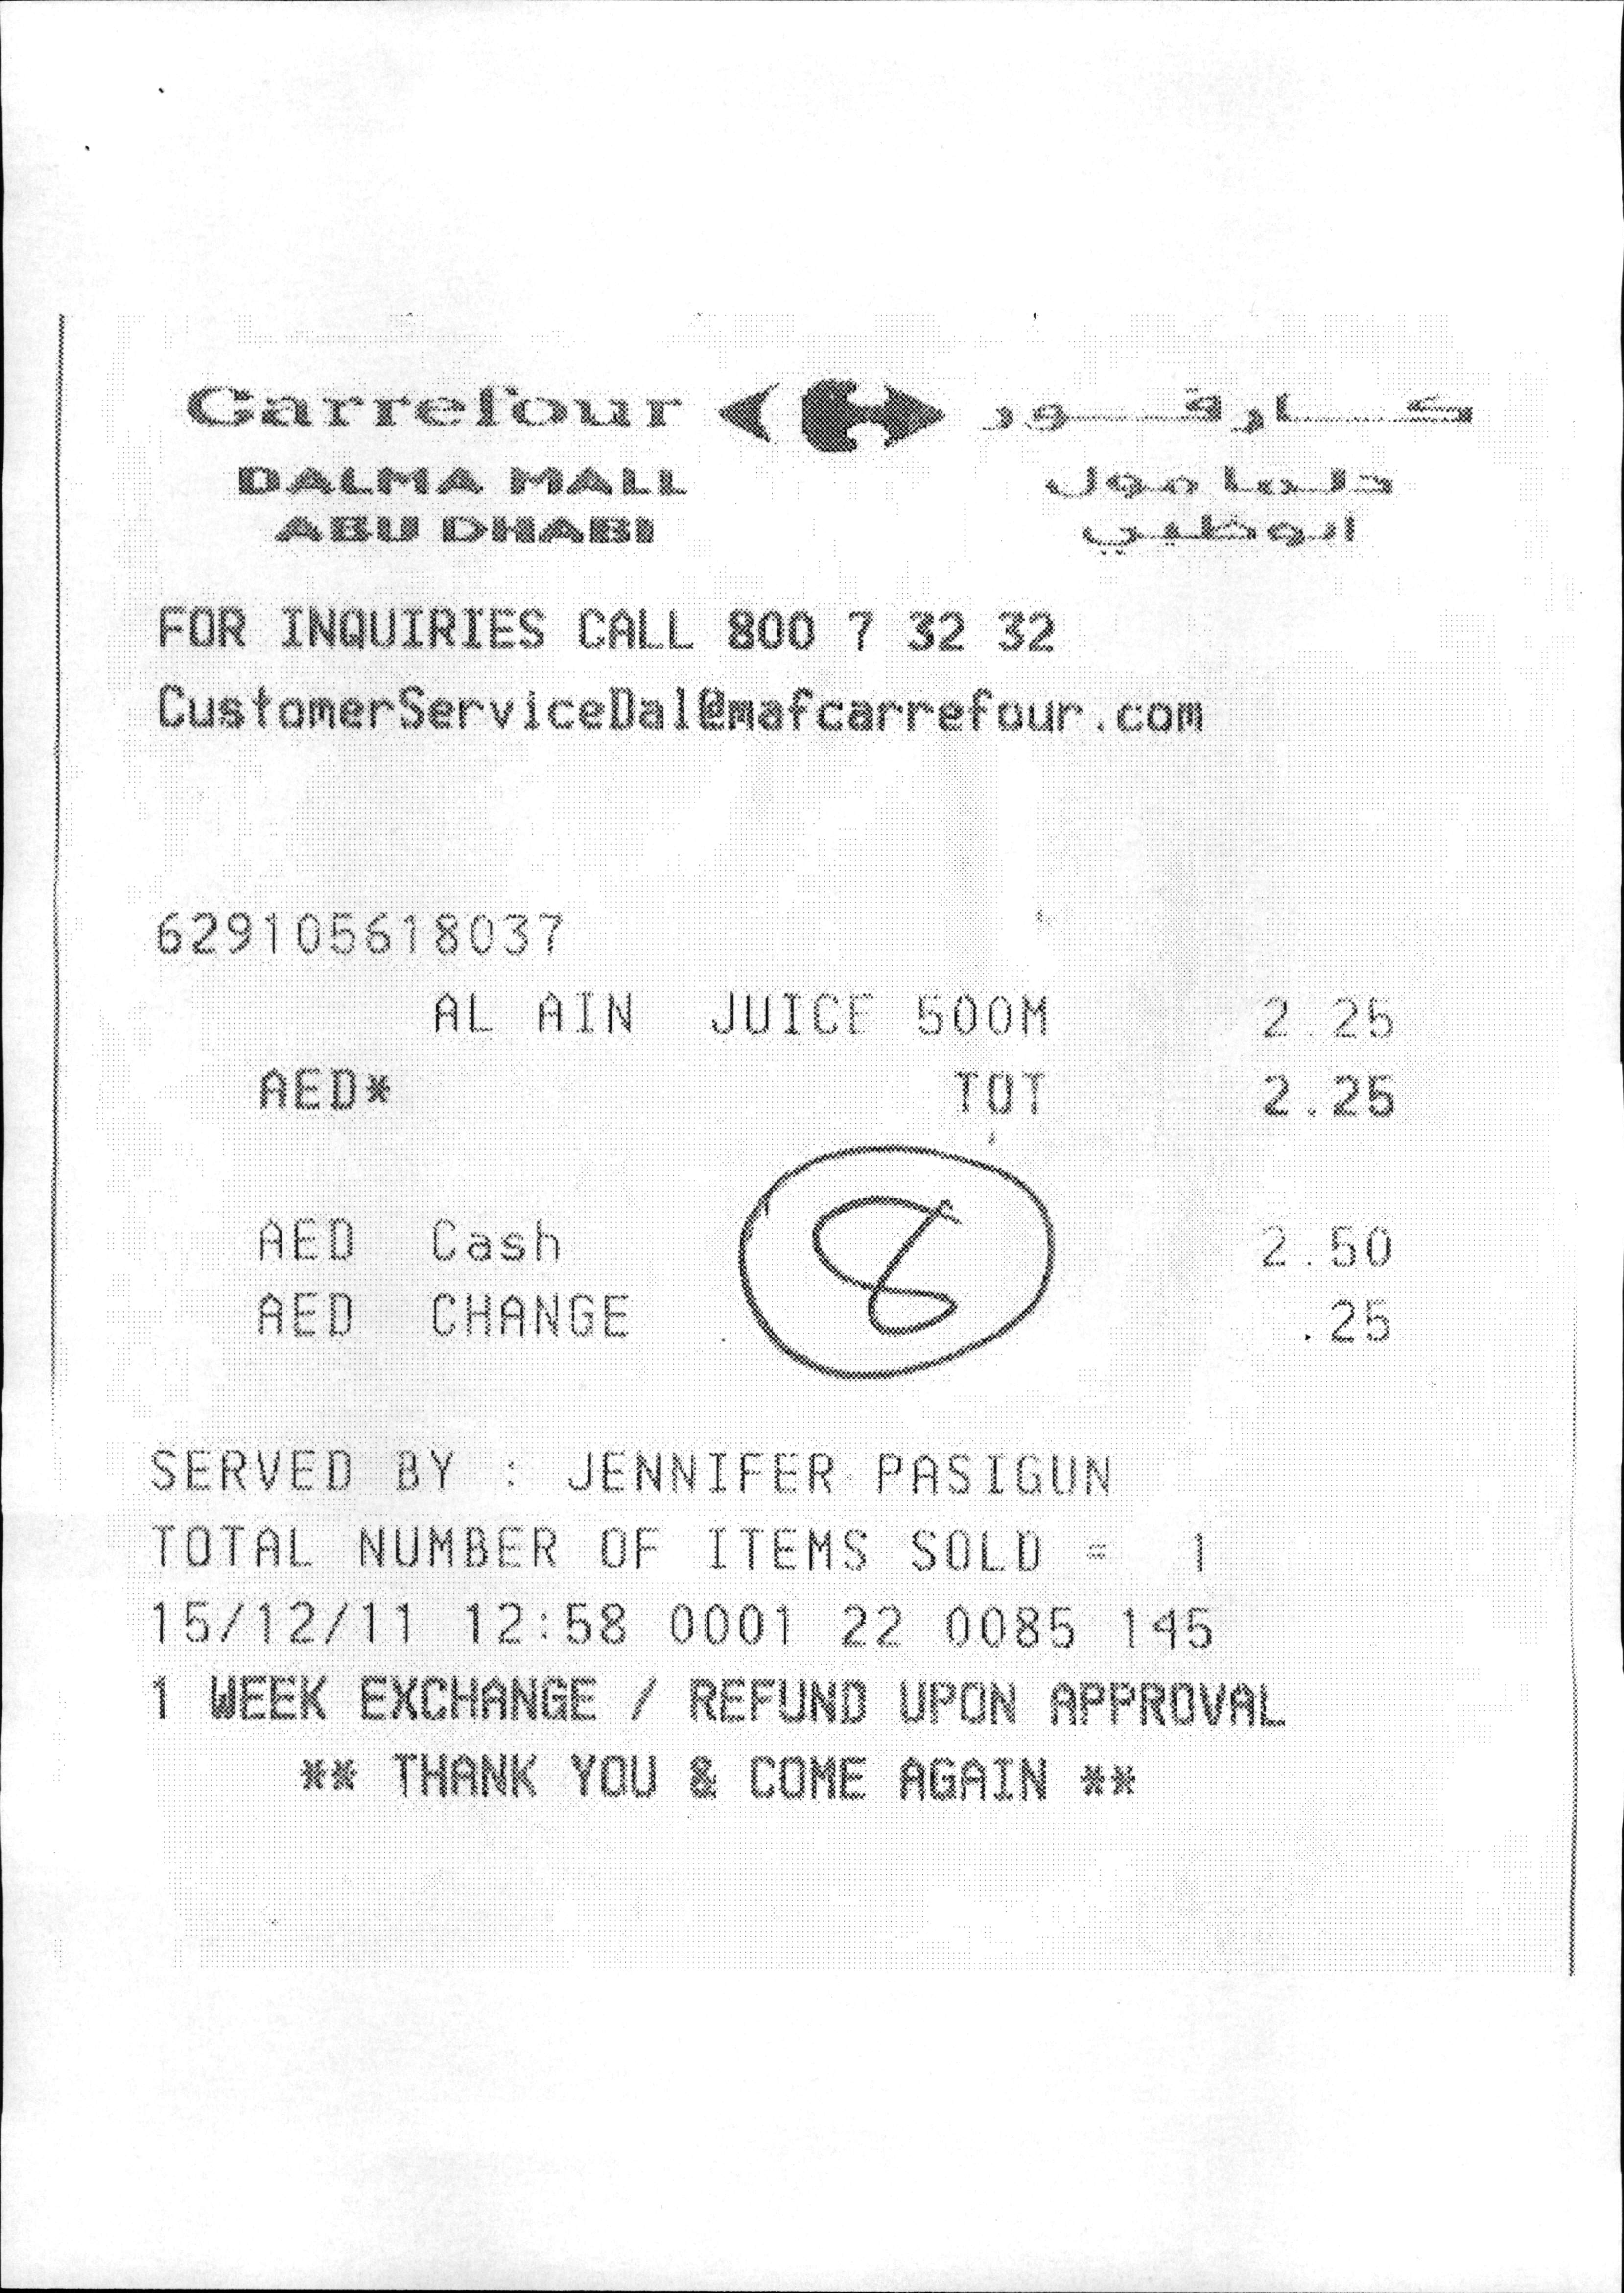 Carrefour كارفور
DALMA MALL دلما مول
ABU DHABI ابوظبي
FOR INQUIRIES CALL 800 7 32 32
CustomerServiceDal@mafcarrefour.com
629105618037
AL AIN JUICE 500M 2.25
AED* TOT 2.25
8
AED Cash 2.50
AED CHANGE .25
SERVED BY : JENNIFER PASIGUN
TOTAL NUMBER OF ITEMS SOLD = 1
15/12/11 12:58 0001 22 0085 145
1 WEEK EXCHANGE / REFUND UPON APPROVAL
** THANK YOU & COME AGAIN **